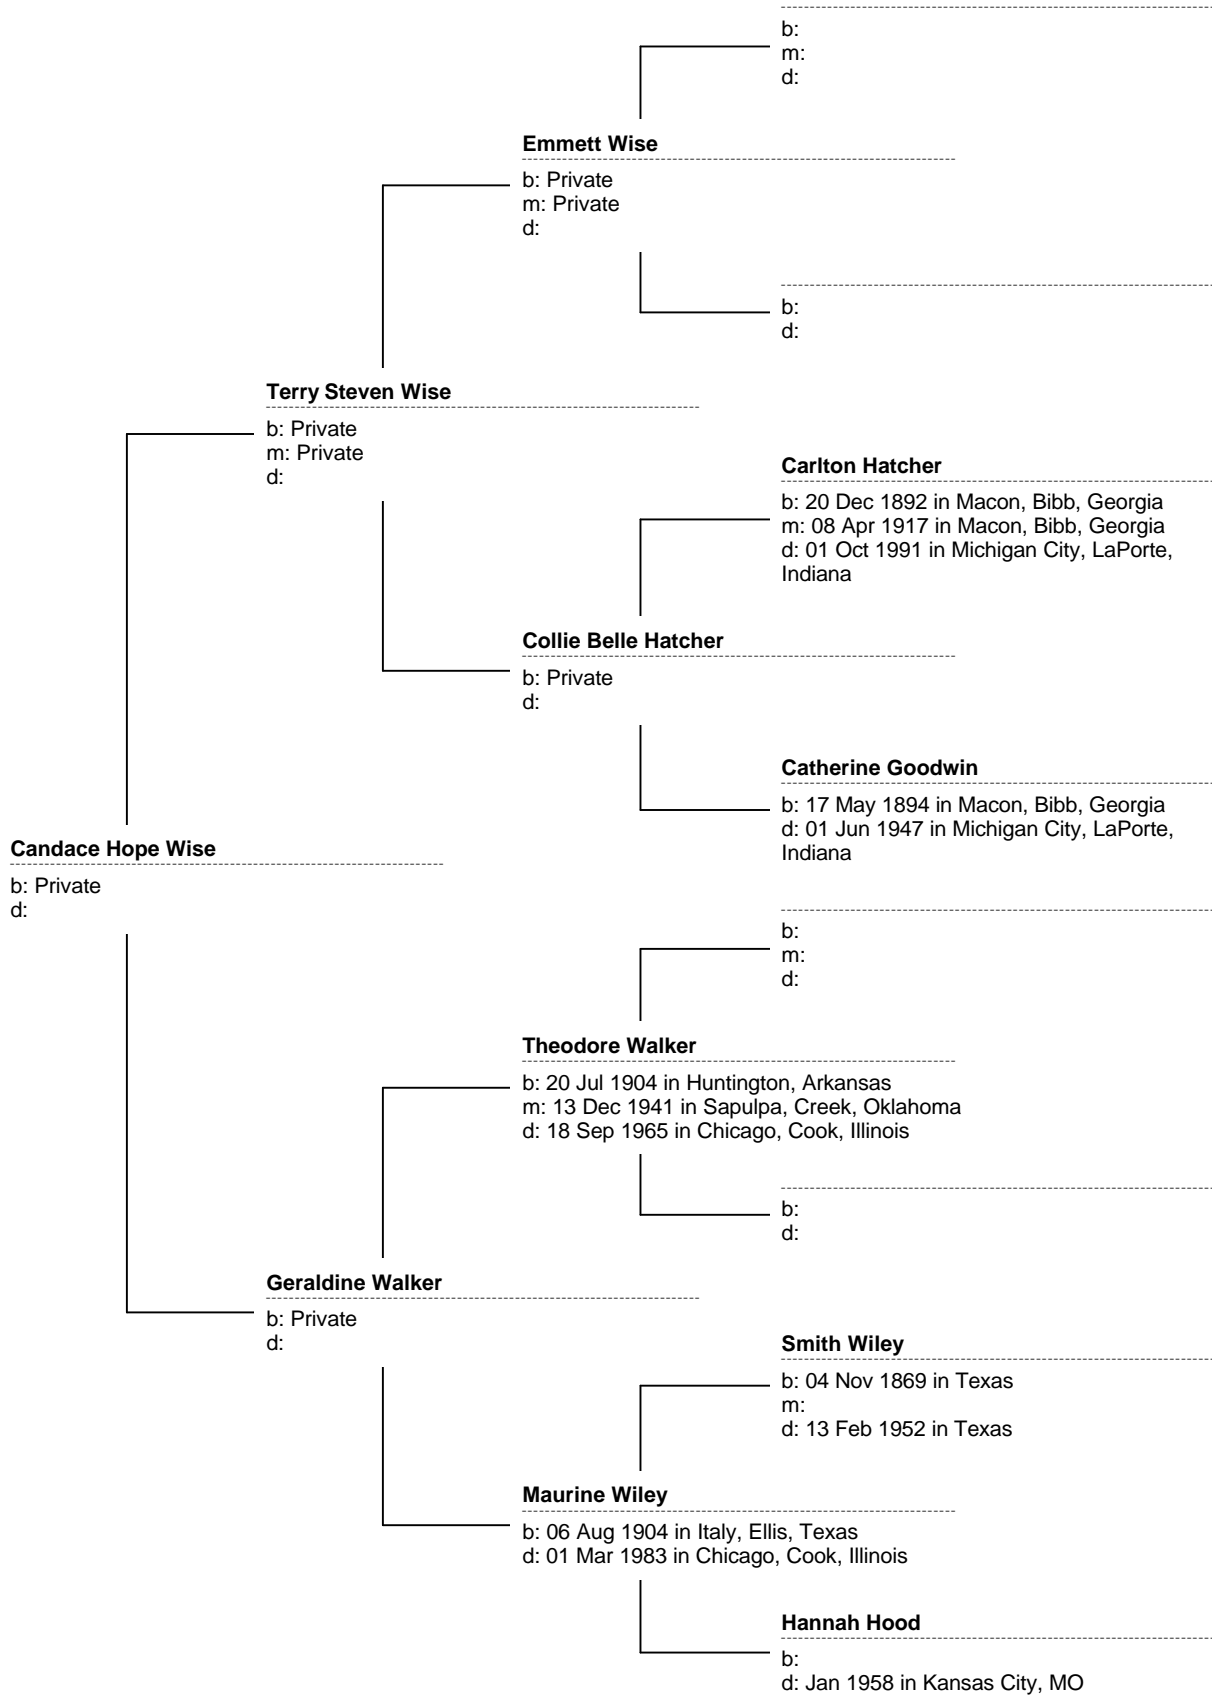 b:
m:
d:
Emmett Wise
b: Private
m: Private
d:
b:
d:
Terry Steven Wise
b: Private
m: Private
d:
Carlton Hatcher
b: 20 Dec 1892 in Macon, Bibb, Georgia
m: 08 Apr 1917 in Macon, Bibb, Georgia
d: 01 Oct 1991 in Michigan City, LaPorte,
Indiana
Collie Belle Hatcher
b: Private
d:
Catherine Goodwin
b: 17 May 1894 in Macon, Bibb, Georgia
d: 01 Jun 1947 in Michigan City, LaPorte,
Indiana
Candace Hope Wise
b: Private
d:
b:
m:
d:
Theodore Walker
b: 20 Jul 1904 in Huntington, Arkansas
m: 13 Dec 1941 in Sapulpa, Creek, Oklahoma
d: 18 Sep 1965 in Chicago, Cook, Illinois
b:
d:
Geraldine Walker
b: Private
d:
Smith Wiley
b: 04 Nov 1869 in Texas
m:
d: 13 Feb 1952 in Texas
Maurine Wiley
b: 06 Aug 1904 in Italy, Ellis, Texas
d: 01 Mar 1983 in Chicago, Cook, Illinois
Hannah Hood
b:
d: Jan 1958 in Kansas City, MO